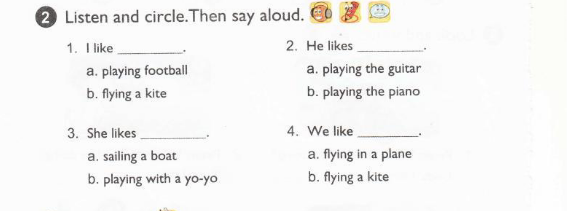 2 Listen and circle.Then say aloud.
1. I like ________.
a. playing football
b. flying a kite
2. He likes ________.
a. playing the guitar
b. playing the piano
3. She likes ________.
a. sailing a boat
b. playing with a yo-yo
4. We like ________.
a. flying in a plane
b. flying a kite